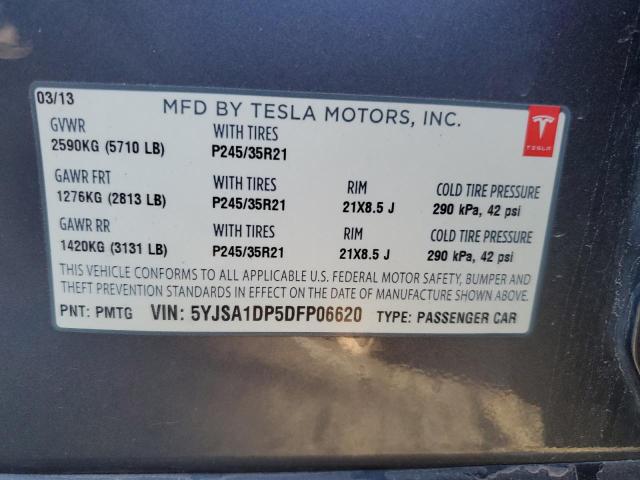 03/13
MFD BY TESLA MOTORS, INC.
GVWR WITH TIRES
2590KG (5710 LB) P245/35R21
TESLA
GAWR FRT WITH TIRES RIM COLD TIRE PRESSURE
1276KG (2813 LB) P245/35R21 21X8.5 J 290 kPa, 42 psi
GAWR RR WITH TIRES RIM COLD TIRE PRESSURE
1420KG (3131 LB) P245/35R21 21X8.5 J 290 kPa, 42 psi
THIS VEHICLE CONFORMS TO ALL APPLICABLE U.S. FEDERAL MOTOR SAFETY, BUMPER AND
THEFT PREVENTION STANDARDS IN EFFECT ON THE DATE OF MANUFACTURE SHOWN ABOVE.
PNT: PMTG VIN: 5YJSA1DP5DFP06620 TYPE: PASSENGER CAR